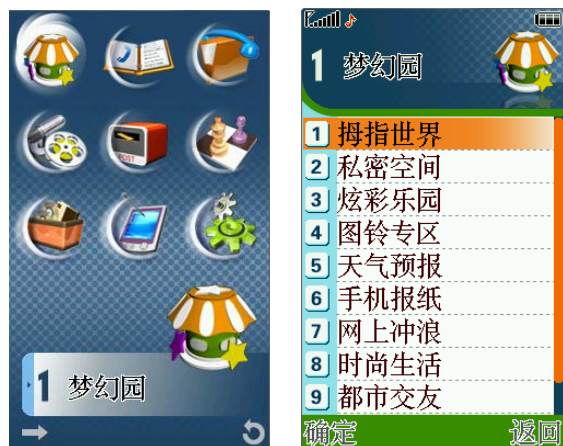 POST
1 梦幻园
1 梦幻园
1 拇指世界
2 私密空间
3 炫彩乐园
4 图铃专区
5 天气预报
6 手机报纸
7 网上冲浪
8 时尚生活
9 都市交友
确定 返回